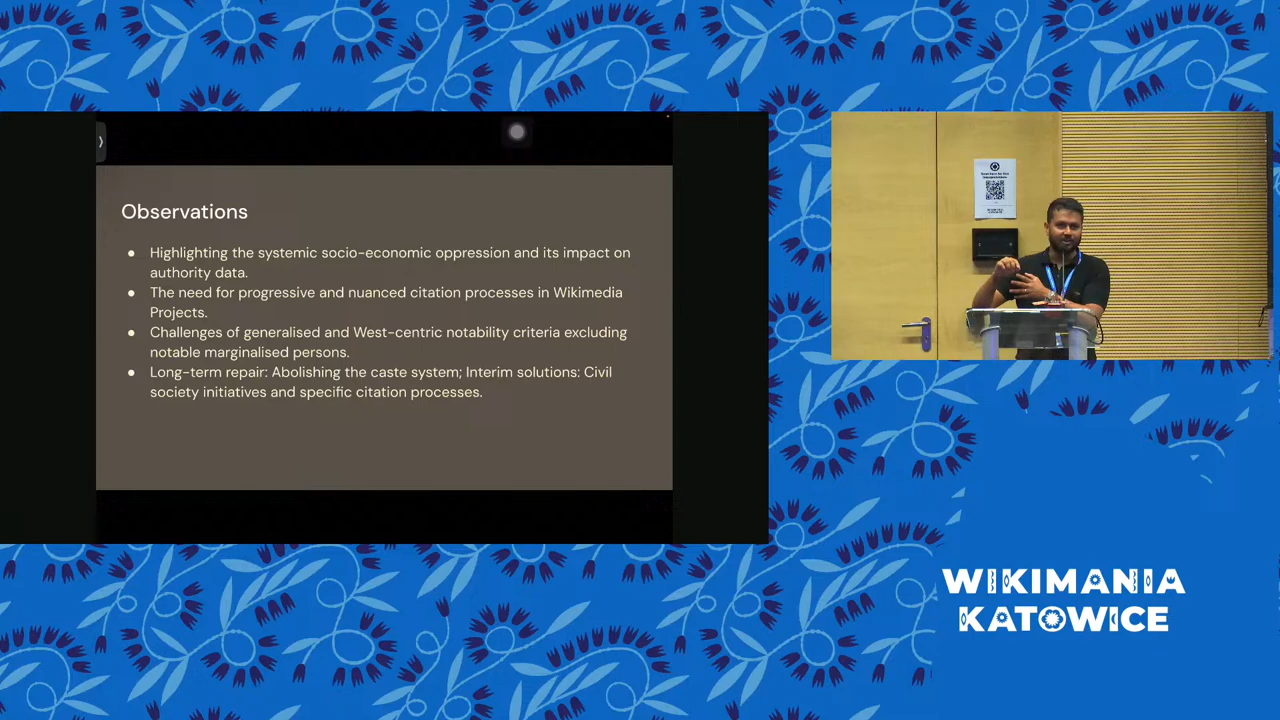 Observations
● Highlighting the systemic socio-economic oppression and its impact on
authority data.
● The need for progressive and nuanced citation processes in Wikimedia
Projects.
● Challenges of generalised and West-centric notability criteria excluding
notable marginalised persons.
● Long-term repair: Abolishing the caste system; Interim solutions: Civil
society initiatives and specific citation processes.
WIKIMANIA
KATOWICE